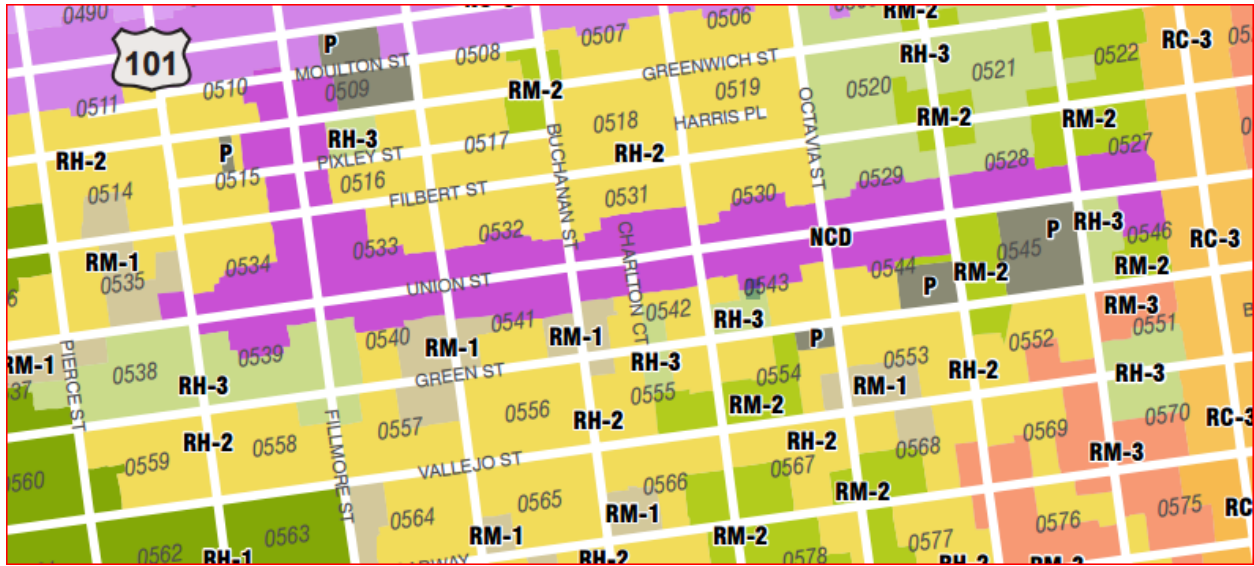 0490
RM-2
P
0506
0507
RC-3
101
MOULTON ST
0508
GREENWICH ST
RH-3
0522
0511
0510
0509
RM-2
0519
0520
0521
OCTAVIA ST
RH-2
P
RH-3
0517
0518
HARRIS PL
RM-2
RM-2
PIXLEY ST
BUCHANAN ST
RH-2
0514
0515
0516
FILBERT ST
0531
0530
0529
0528
0527
RM-1
0534
0533
0532
CHARLTON CT
NCD
P
RH-3
0546
RC-3
0535
UNION ST
0543
0544
P
RM-2
0545
RM-2
0542
RH-3
RM-3
0551
RM-1
PIERCE ST
0538
RH-3
0539
0540
0541
RM-1
RM-1
P
0553
0552
RH-3
RH-3
0554
RM-1
RH-2
GREEN ST
0555
RM-2
RH-2
0559
0558
FILLMORE ST
0557
0556
RH-2
RH-2
0568
0569
0570
RC-3
RM-3
0560
VALLEJO ST
0567
RM-2
0566
0565
0564
RM-1
RM-1
RM-2
0577
0576
0575
0562
RH-1
0563
RH-2
0578
RH-2
RM-2